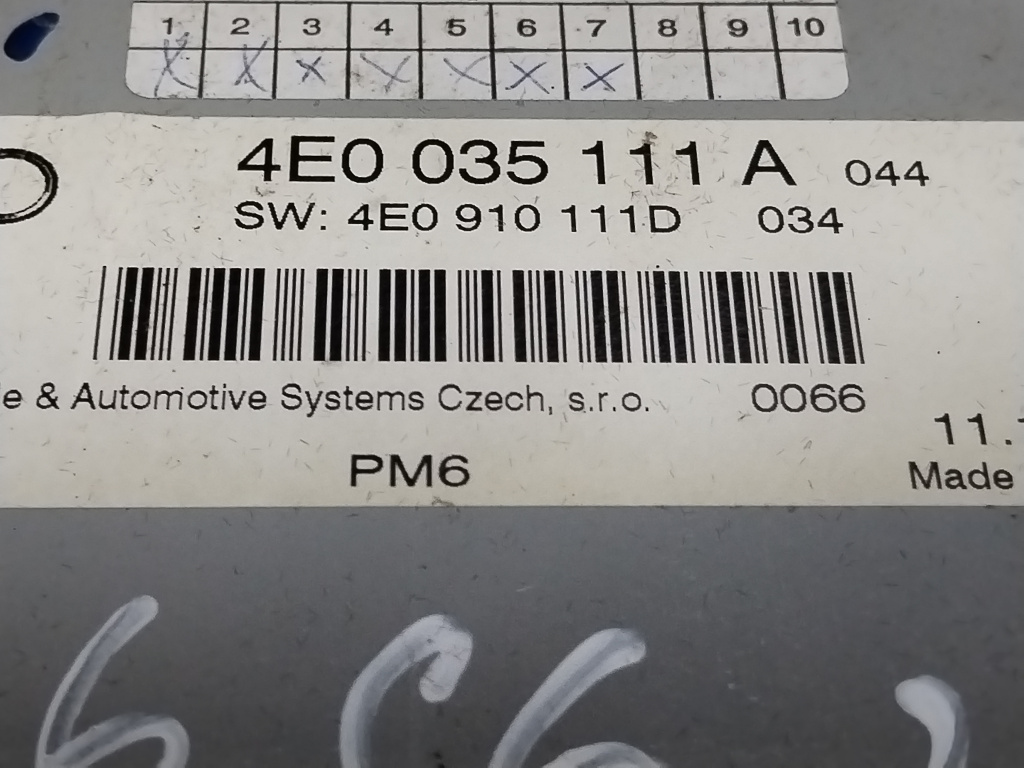 1 2 3 4 5 6 7 8 9 10
X X X X X X X
4E0 035 111 A 044
SW: 4E0 910 111D 034
e & Automotive Systems Czech, s.r.o. 0066
11.
PM6
Made